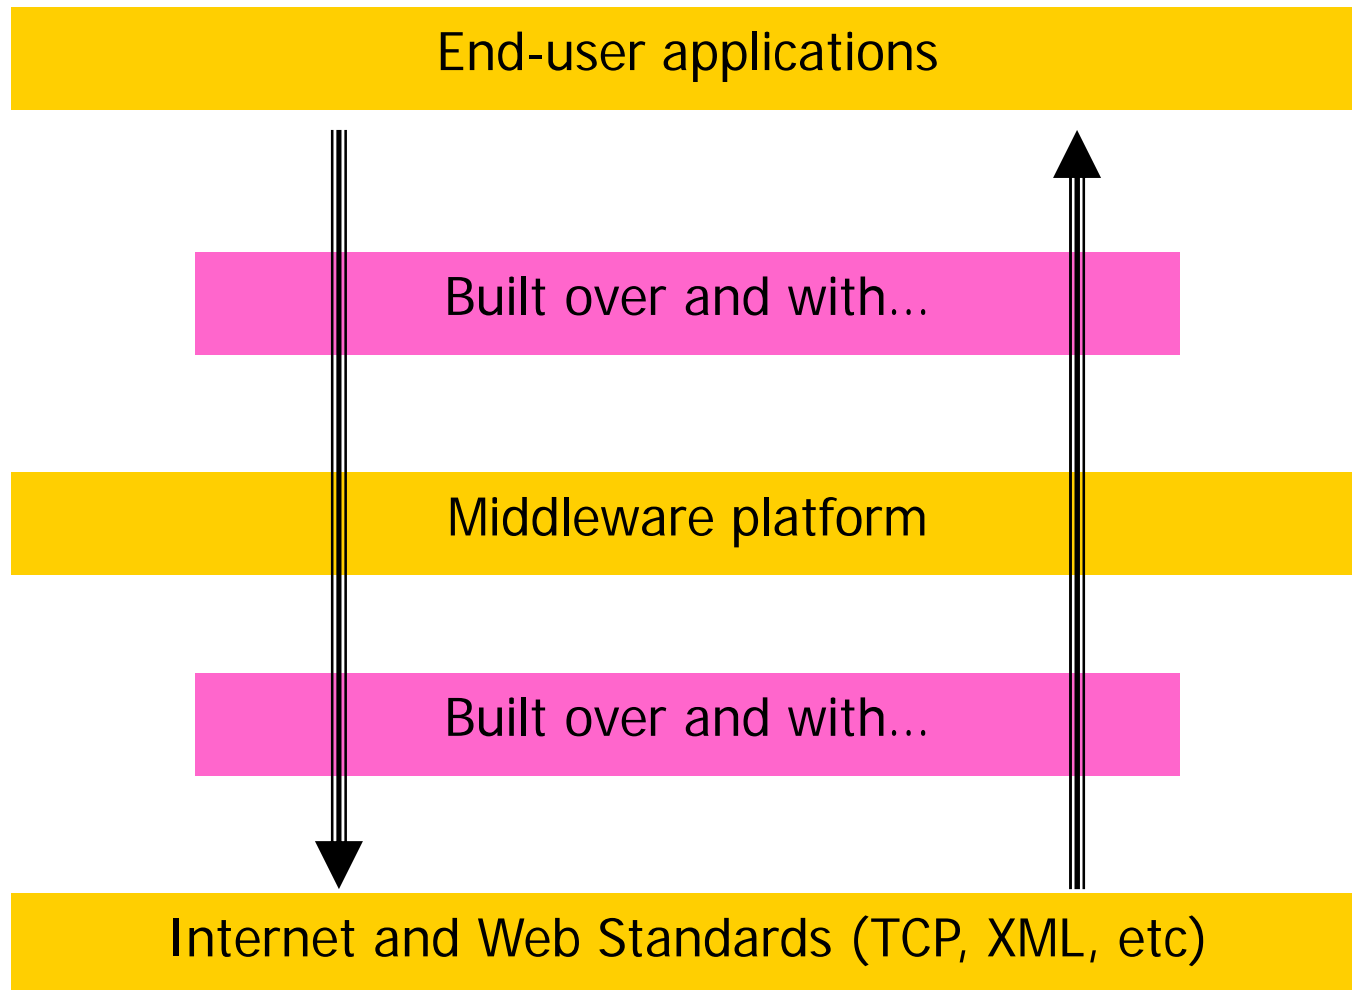 End-user applications
Built over and with...
Middleware platform
Built over and with...
Internet and Web Standards (TCP, XML, etc)